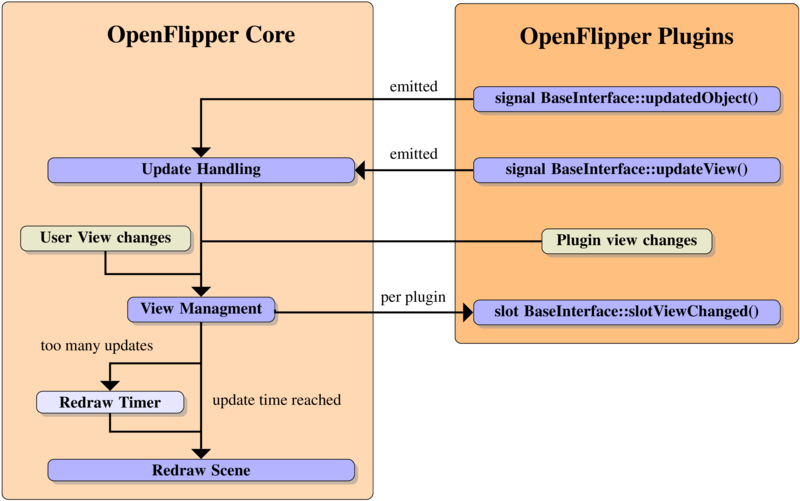 OpenFlipper Core
OpenFlipper Plugins
emitted
signal BaseInterface::updatedObject()
emitted
Update Handling
signal BaseInterface::updateView()
User View changes
Plugin view changes
View Managment
per plugin
slot BaseInterface::slotViewChanged()
too many updates
Redraw Timer
update time reached
Redraw Scene